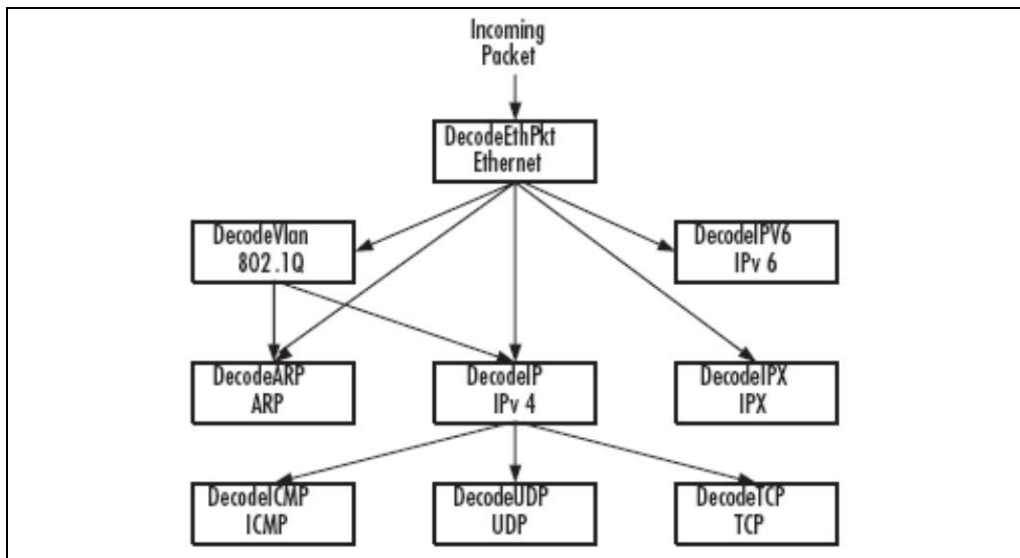 Incoming
Packet
DecodeEthPkt
Ethernet
DecodeVlan
802.1Q
DecodeIPV6
IPv 6
DecodeARP
ARP
DecodeIP
IPv 4
DecodeIPX
IPX
DecodeICMP
ICMP
DecodeUDP
UDP
DecodeTCP
TCP